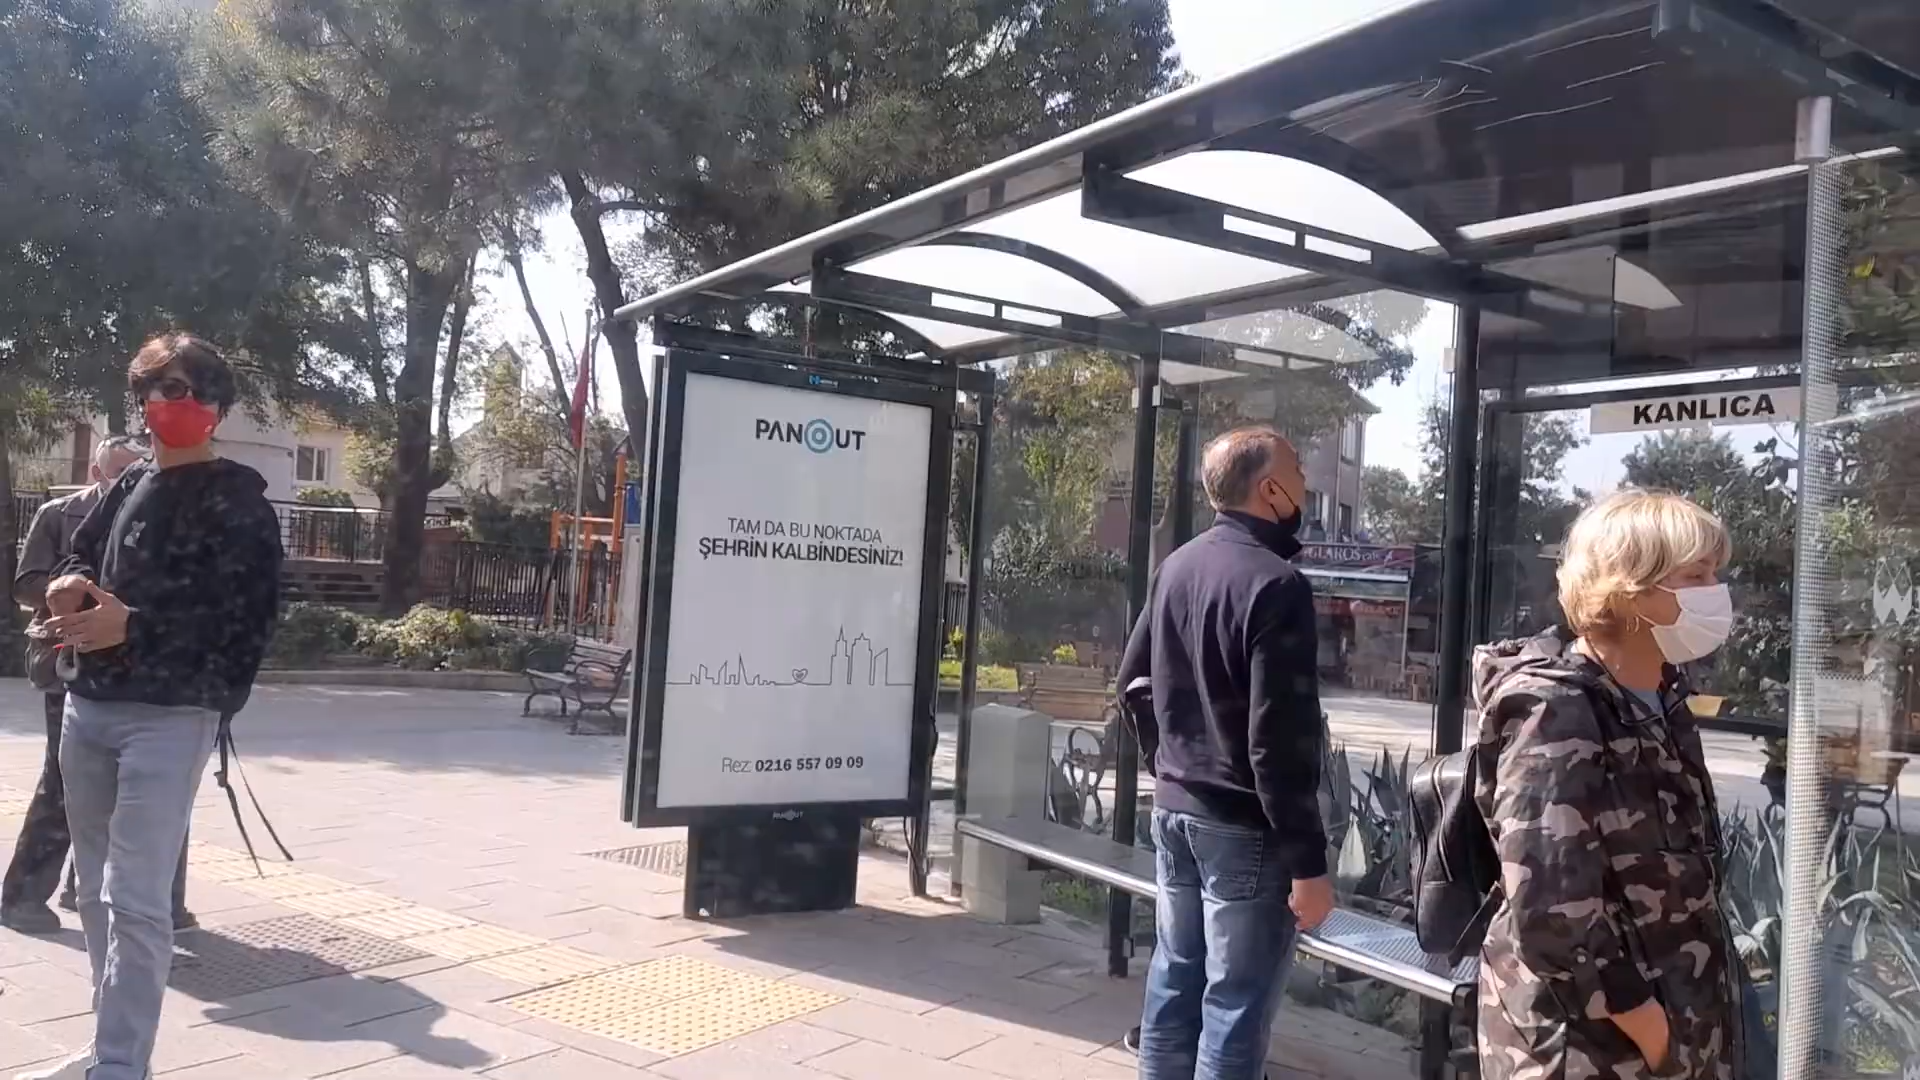 PANOUT
TAM DA BU NOKTADA
ŞEHRİN KALBİNDESİNİZ!
Rez: 0216 557 09 09
PANOUT
KANLICA